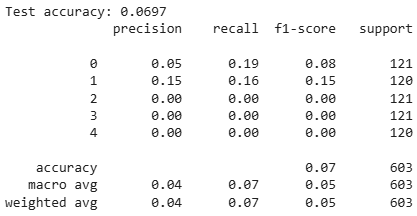 Test accuracy: 0.0697
precision recall f1-score support
0 0.05 0.19 0.08 121
1 0.15 0.16 0.15 120
2 0.00 0.00 0.00 121
3 0.00 0.00 0.00 121
4 0.00 0.00 0.00 120
accuracy 0.07 603
macro avg 0.04 0.07 0.05 603
weighted avg 0.04 0.07 0.05 603